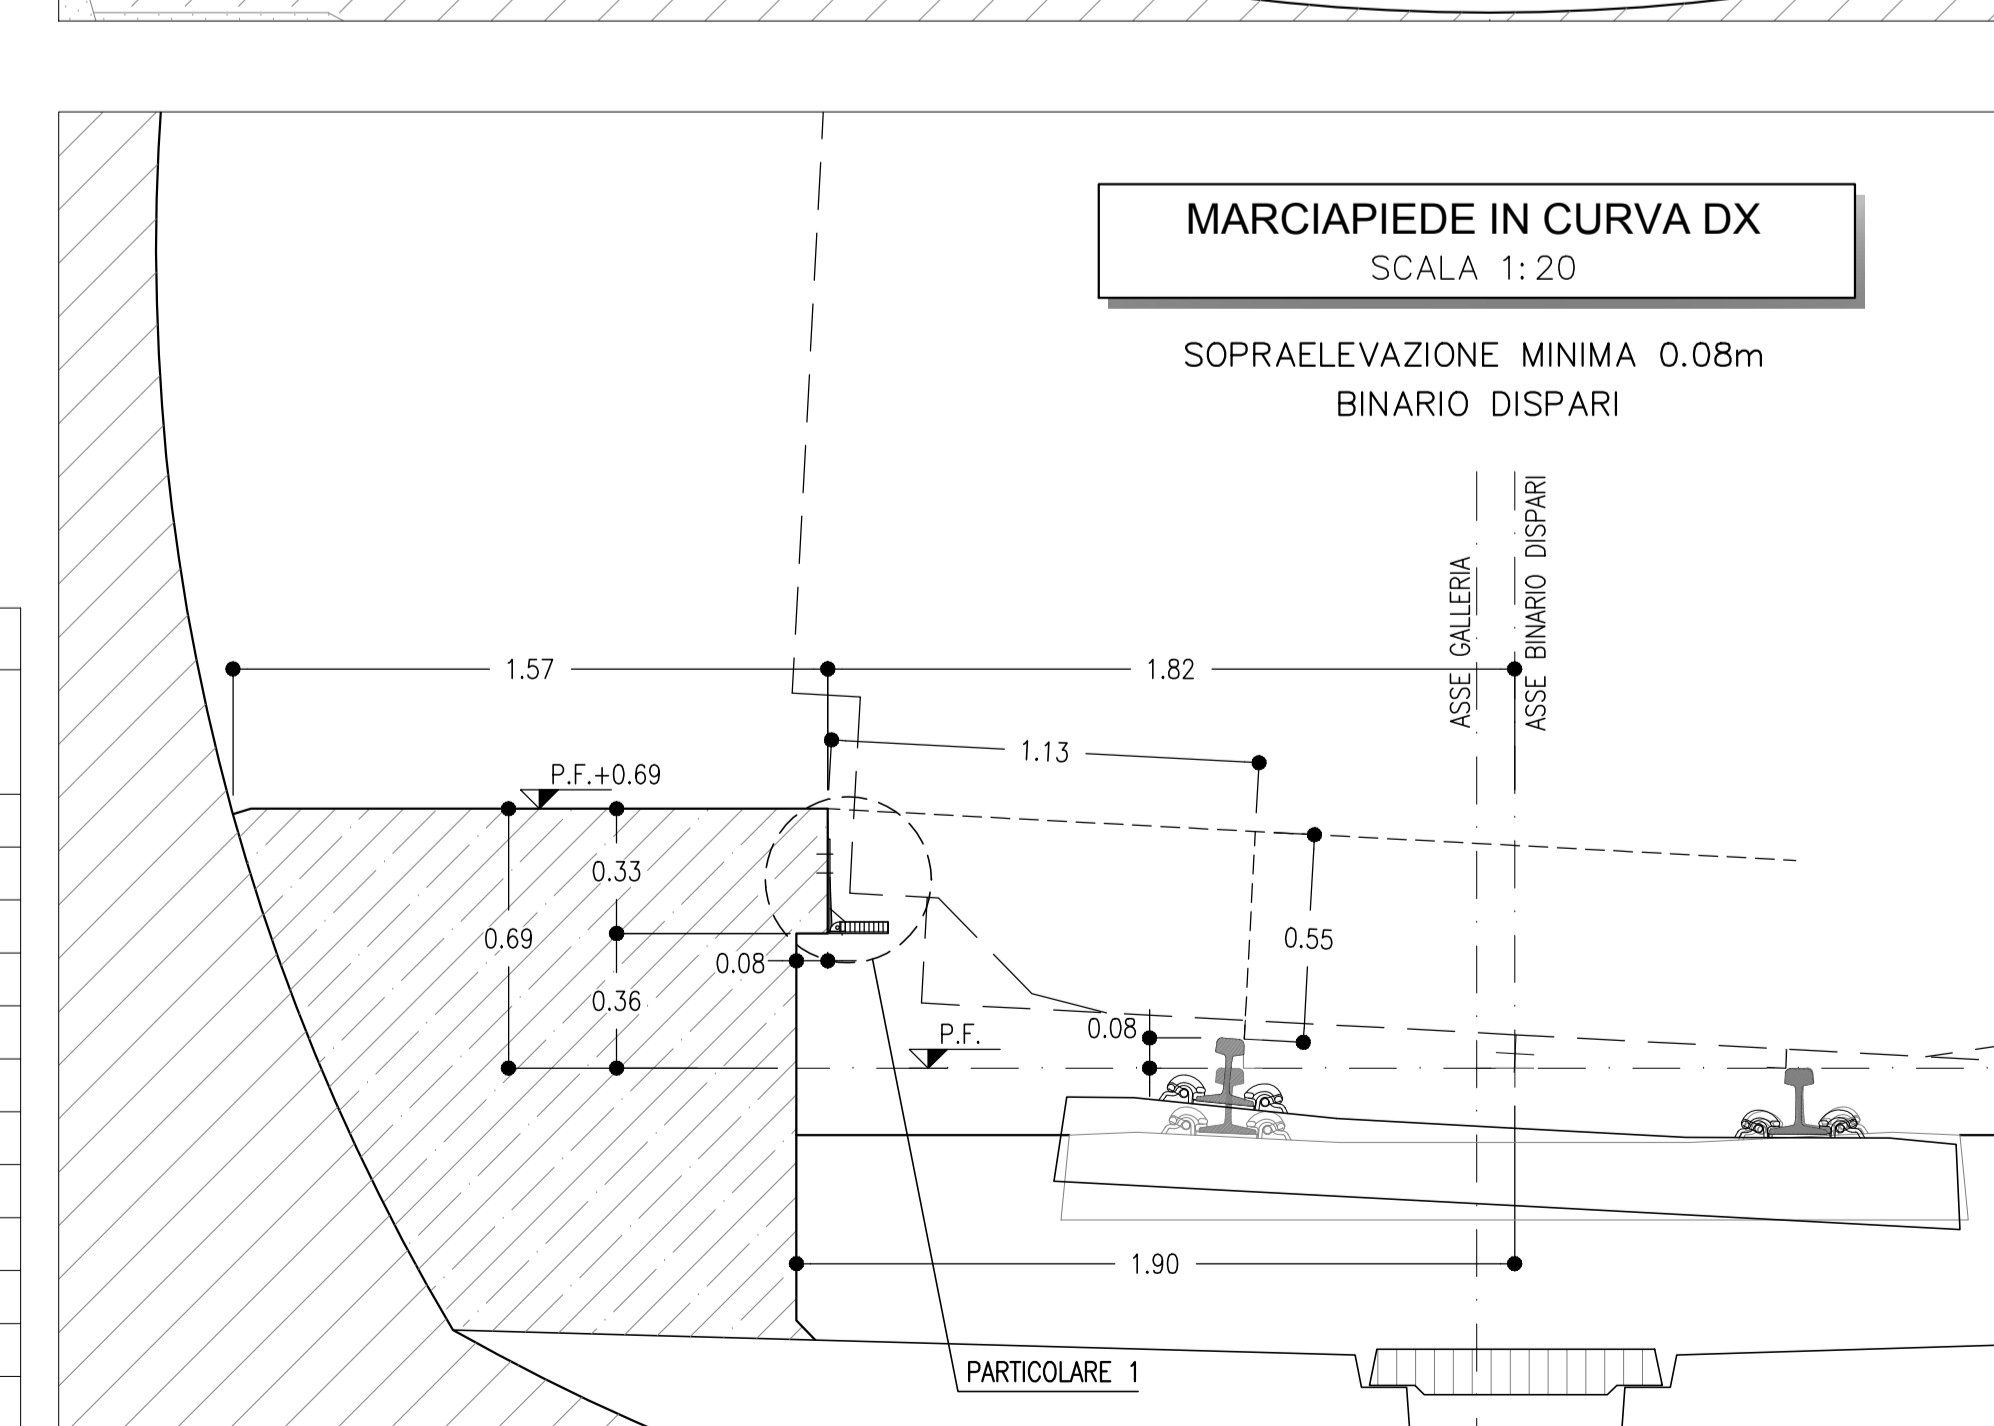 MARCIAPIEDE IN CURVA DX
SCALA 1:20
SOPRAELEVAZIONE MINIMA 0.08m
BINARIO DISPARI
ASSE GALLERIA
ASSE BINARIO DISPARI
1.57
1.82
1.13
P.F.+0.69
0.33
0.69
0.55
0.08
0.36
0.08
P.F.
1.90
PARTICOLARE 1